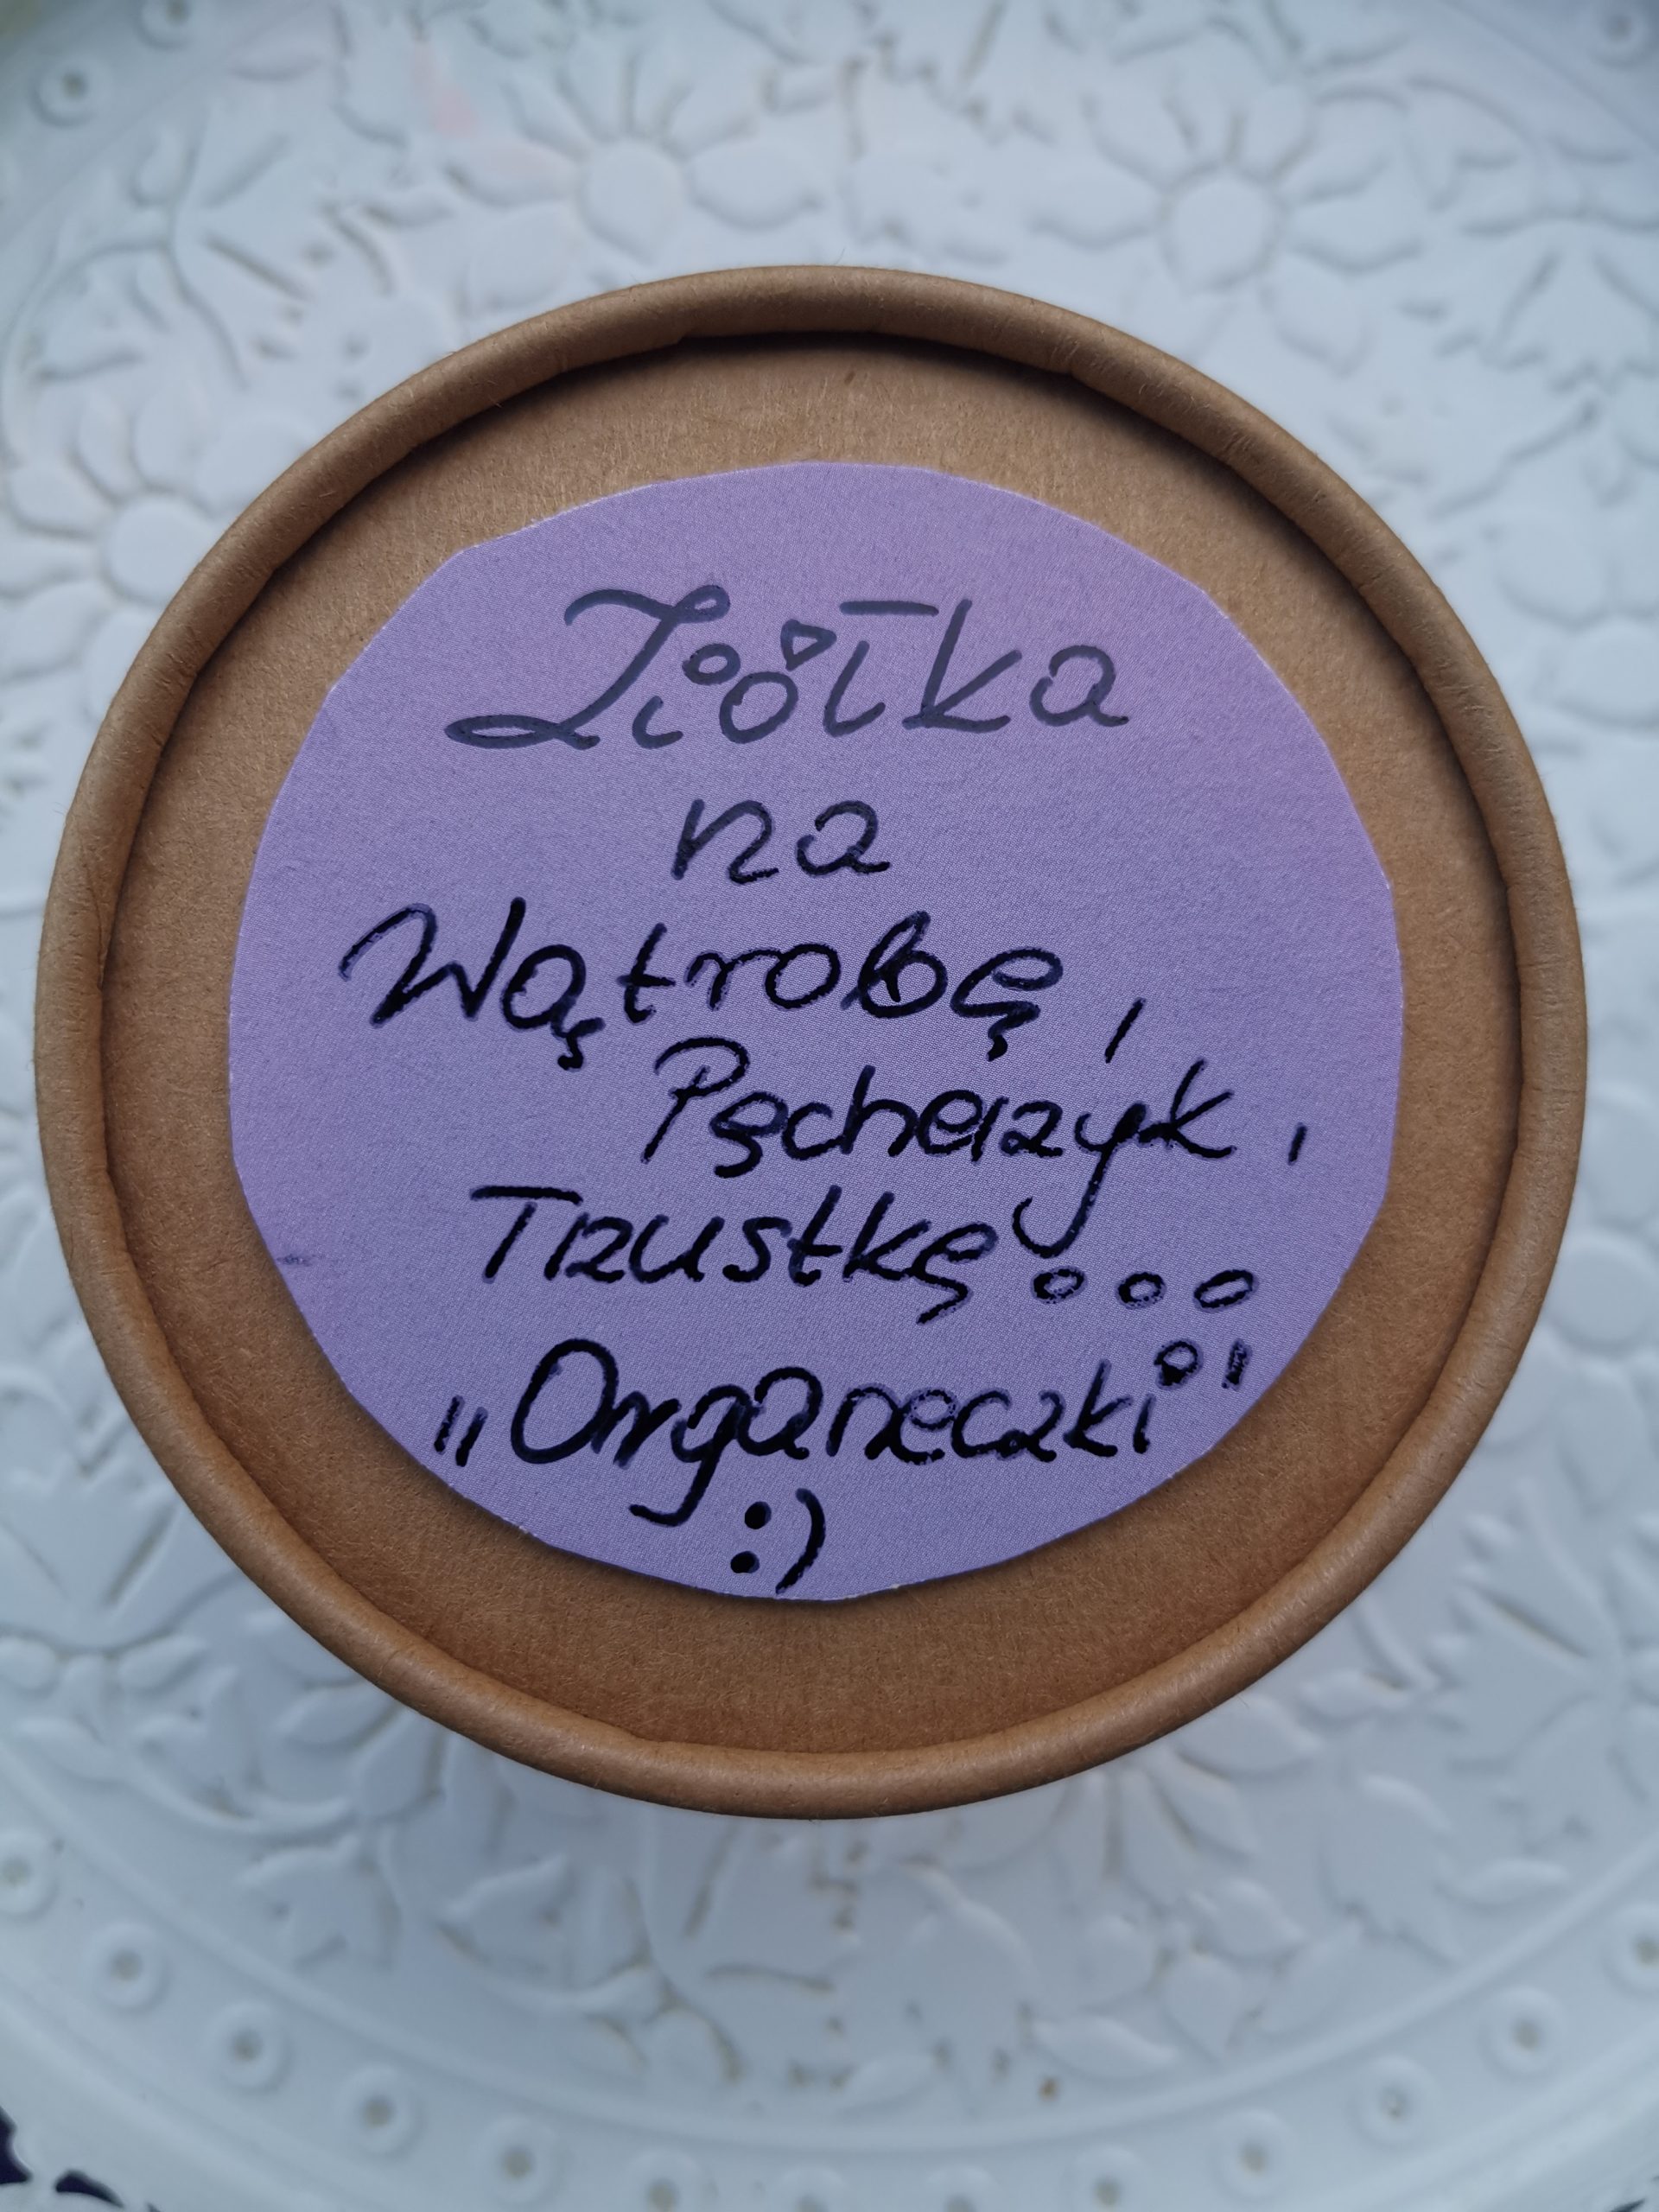 Ziółka
na
Wątrobę,
Pęcherzyk,
Trzustkę...
„Organeczki"
:)